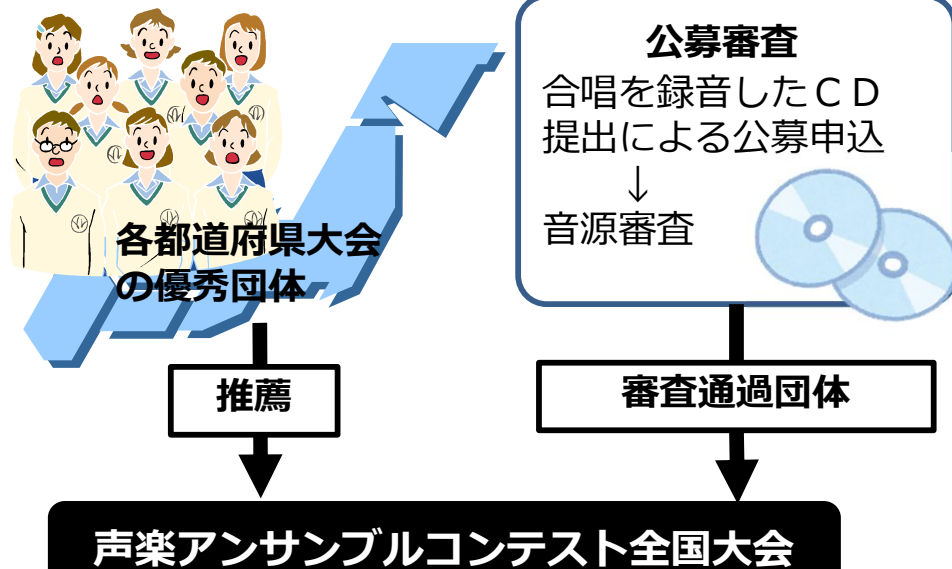 各都道府県大会
の優秀団体
推薦
公募審査
合唱を録音したＣＤ
提出による公募申込
↓
音源審査
審査通過団体
声楽アンサンブルコンテスト全国大会